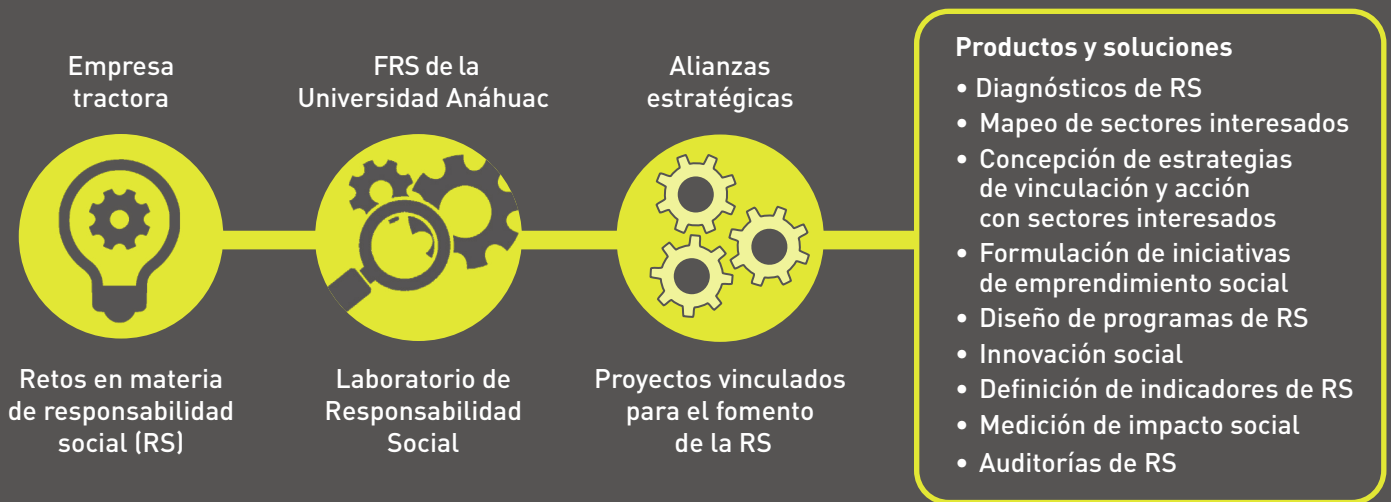 Empresa
tractora
Retos en materia
de responsabilidad
social (RS)
FRS de la
Universidad Anáhuac
Laboratorio de
Responsabilidad
Social
Alianzas
estratégicas
Proyectos vinculados
para el fomento
de la RS
Productos y soluciones
• Diagnósticos de RS
• Mapeo de sectores interesados
• Concepción de estrategias
de vinculación y acción
con sectores interesados
• Formulación de iniciativas
de emprendimiento social
• Diseño de programas de RS
• Innovación social
• Definición de indicadores de RS
• Medición de impacto social
• Auditorías de RS